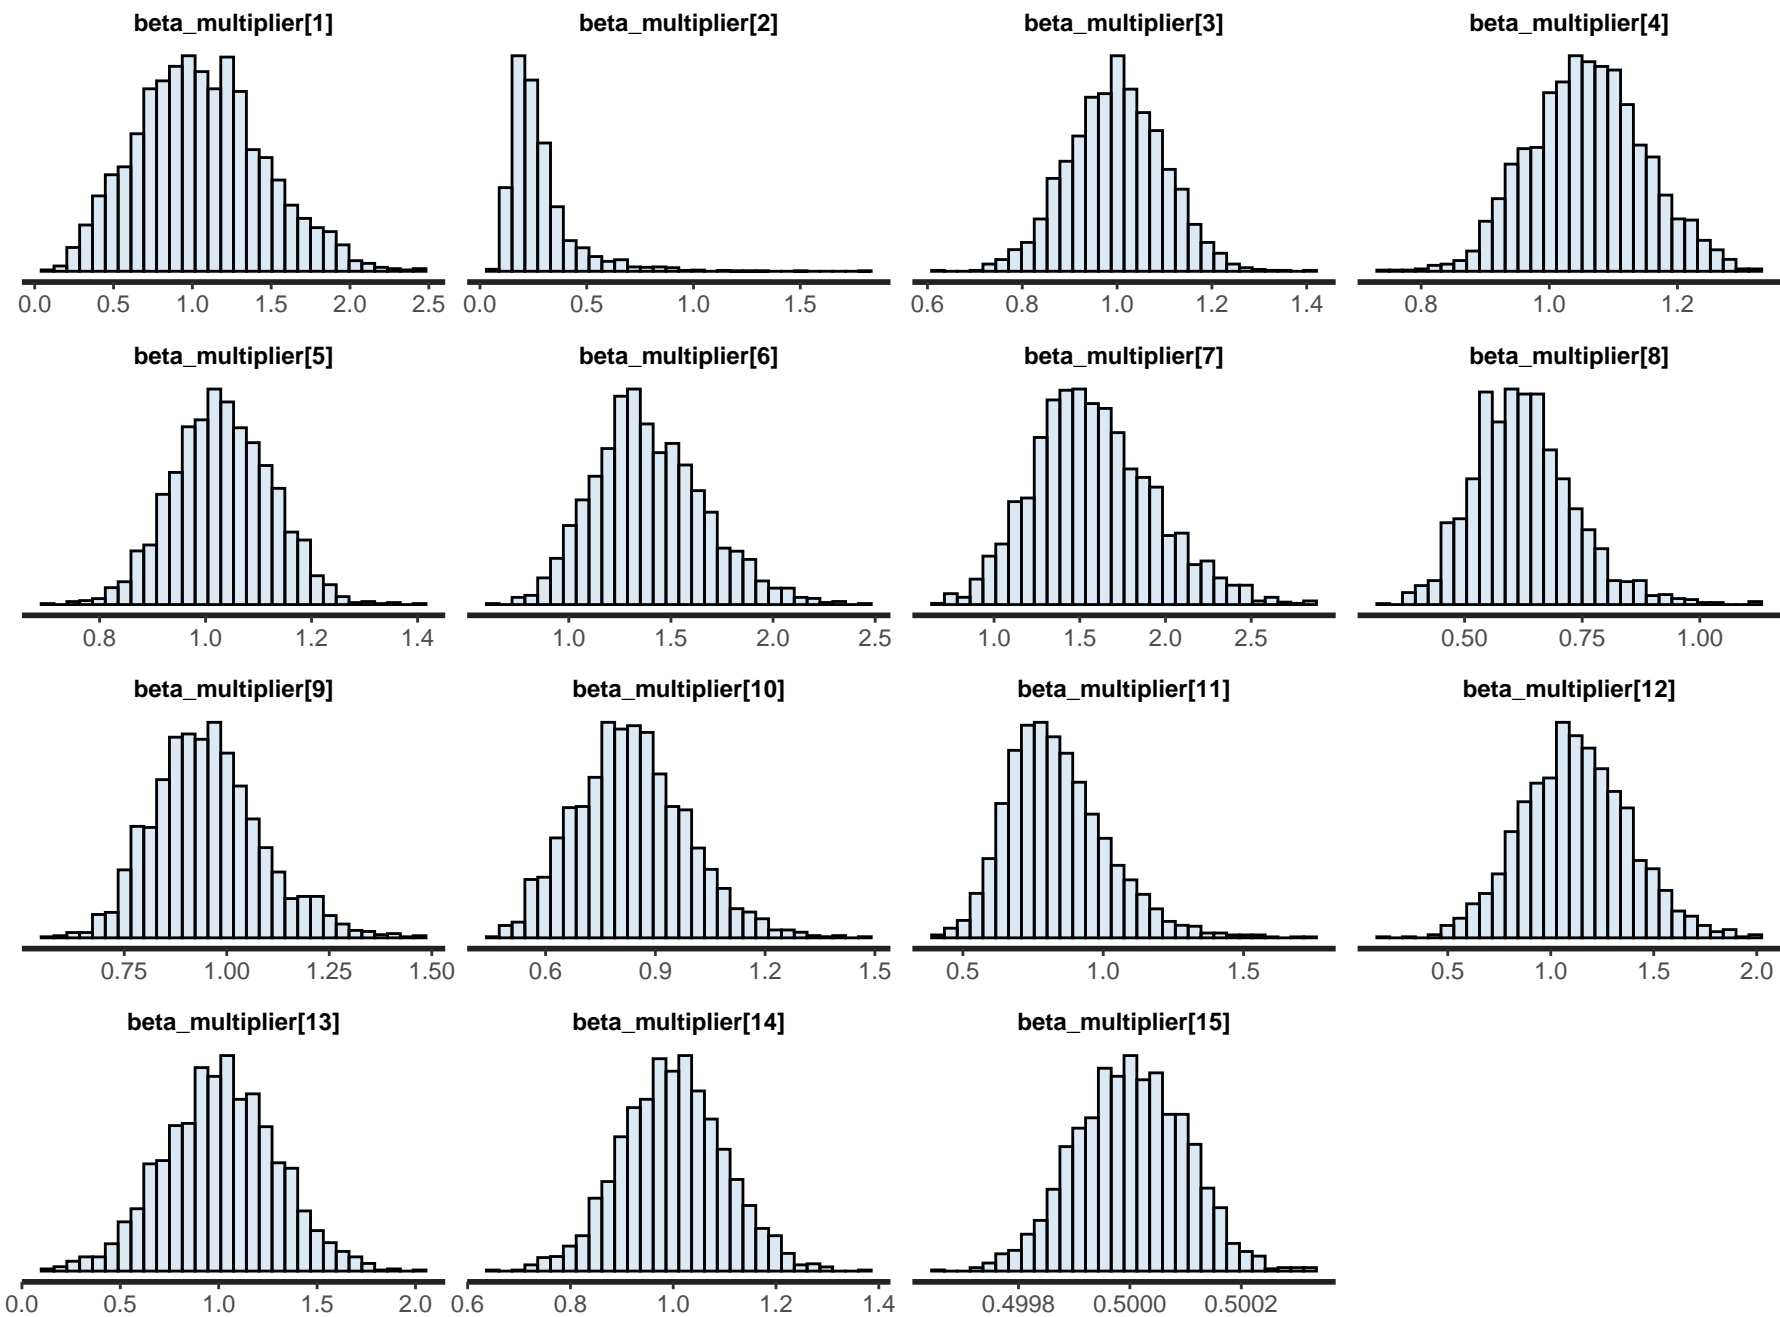 beta_multiplier[1] beta_multiplier[2] beta_multiplier[3] beta_multiplier[4]
0.0 0.5 1.0 1.5 2.0 2.5 0.0 0.5 1.0 1.5 0.6 0.8 1.0 1.2 1.4 0.8 1.0 1.2
beta_multiplier[5] beta_multiplier[6] beta_multiplier[7] beta_multiplier[8]
0.8 1.0 1.2 1.4 1.0 1.5 2.0 2.5 1.0 1.5 2.0 2.5 0.50 0.75 1.00
beta_multiplier[9] beta_multiplier[10] beta_multiplier[11] beta_multiplier[12]
0.75 1.00 1.25 1.50 0.6 0.9 1.2 1.5 0.5 1.0 1.5 0.5 1.0 1.5 2.0
beta_multiplier[13] beta_multiplier[14] beta_multiplier[15]
0.0 0.5 1.0 1.5 2.0 0.6 0.8 1.0 1.2 1.4 0.4998 0.5000 0.5002